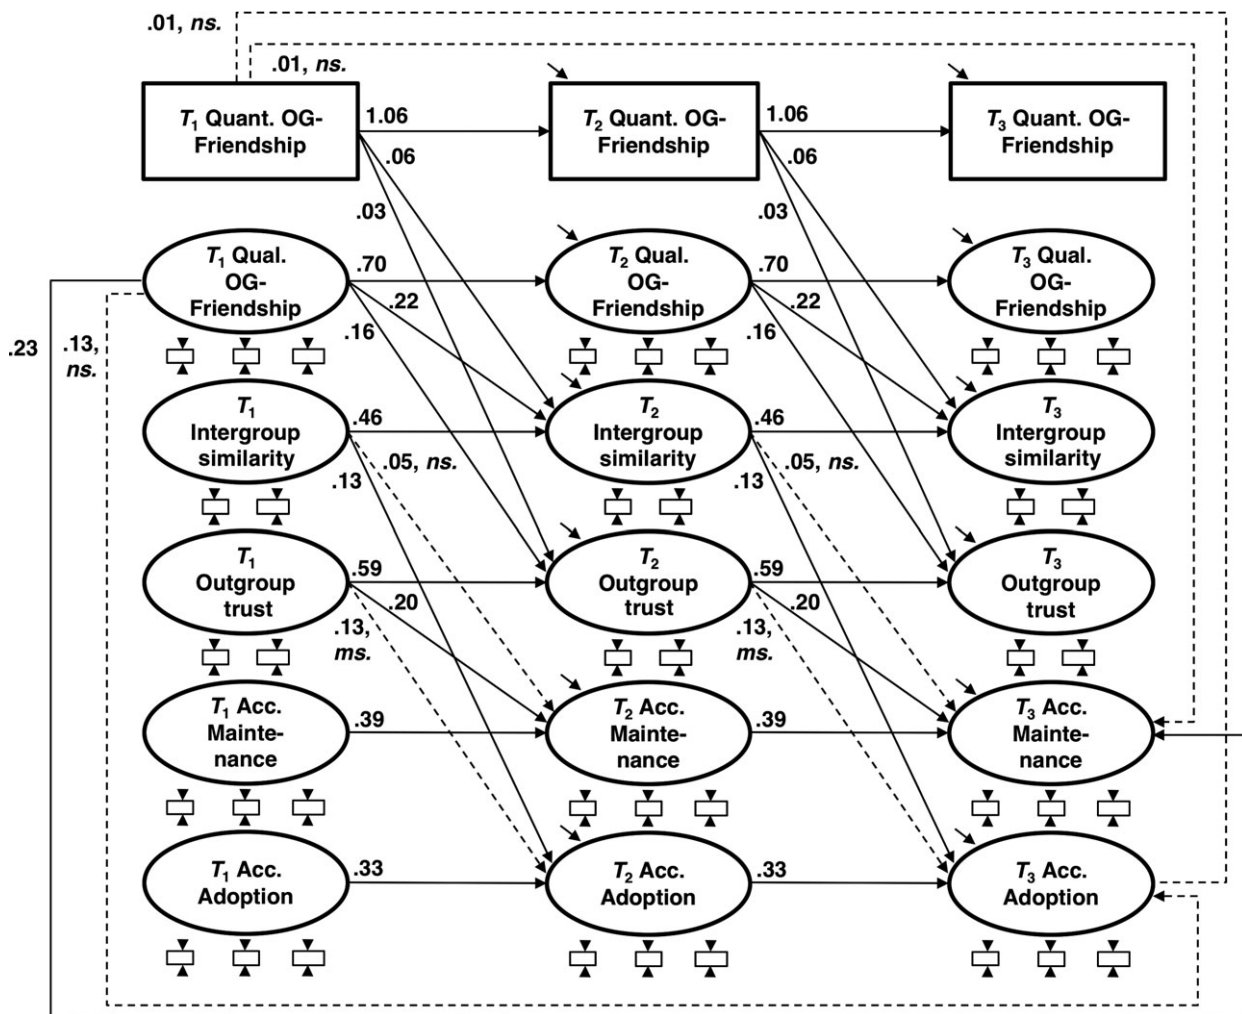 .01, ns.
.01, ns.
T1 Quant. OG-
Friendship
1.06
T2 Quant. OG-
Friendship
1.06
T3 Quant. OG-
Friendship
.06
.06
.03
.03
T1 Qual.
OG-
Friendship
.70
T2 Qual.
OG-
Friendship
.70
T3 Qual.
OG-
Friendship
.22
.22
.16
.16
.23
.13,
ns.
T1
Intergroup
similarity
.46
T2
Intergroup
similarity
.46
T3
Intergroup
similarity
.05, ns.
.05, ns.
.13
.13
T1
Outgroup
trust
.59
T2
Outgroup
trust
.59
T3
Outgroup
trust
.20
.20
.13,
ms.
.13,
ms.
T1 Acc.
Mainte-
nance
.39
T2 Acc.
Mainte-
nance
.39
T3 Acc.
Mainte-
nance
T1 Acc.
Adoption
.33
T2 Acc.
Adoption
.33
T3 Acc.
Adoption